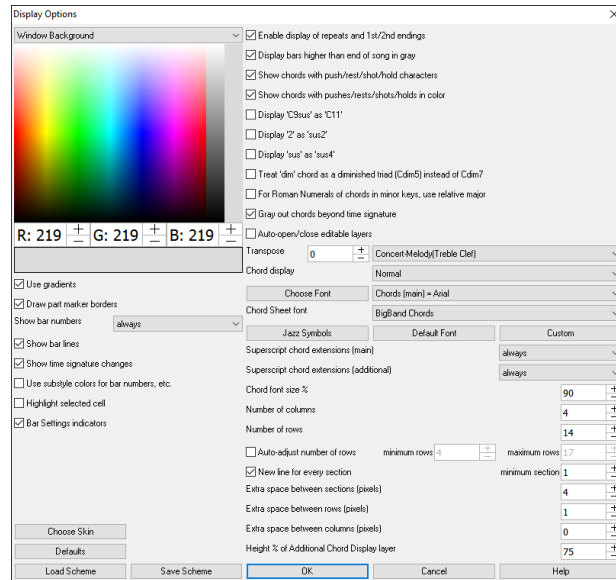 Display Options
Window Background
R: 219 G: 219 B: 219
Use gradients
Draw part marker borders
Show bar numbers always
Show bar lines
Show time signature changes
Use substyle colors for bar numbers, etc.
Highlight selected cell
Bar Settings indicators
Choose Skin
Defaults
Load Scheme Save Scheme
Enable display of repeats and 1st/2nd endings
Display bars higher than end of song in gray
Show chords with push/rest/shot/hold characters
Show chords with pushes/rests/shots/holds in color
Display 'C9sus' as 'C11'
Display '2' as 'sus2'
Display 'sus' as 'sus4'
Treat 'dim' chord as a diminished triad (Cdim5) instead of Cdim7
For Roman Numerals of chords in minor keys, use relative major
Gray out chords beyond time signature
Auto-open/close editable layers
Transpose 0 Concert-Melody(Treble Clef)
Chord display Normal
Choose Font Chords (main) = Arial
Chord Sheet font BigBand Chords
Jazz Symbols Default Font Custom
Superscript chord extensions (main) always
Superscript chord extensions (additional) always
Chord font size % 90
Number of columns 4
Number of rows 14
Auto-adjust number of rows minimum rows 4 maximum rows 17
New line for every section minimum section 1
Extra space between sections (pixels) 4
Extra space between rows (pixels) 1
Extra space between columns (pixels) 0
Height % of Additional Chord Display layer 75
OK Cancel Help